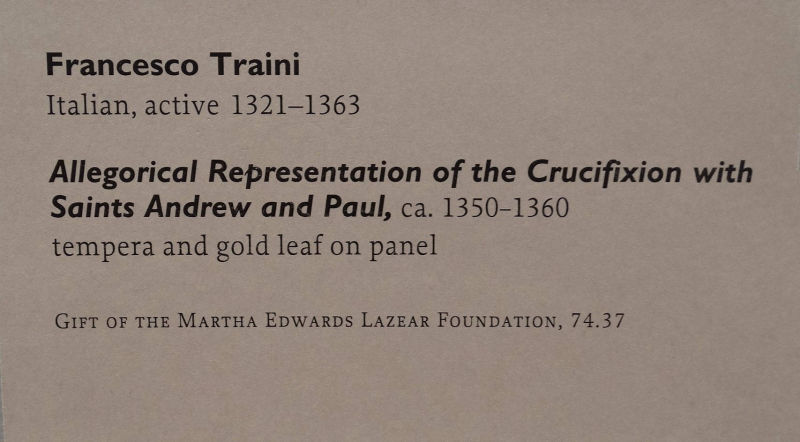 Francesco Traini
Italian, active 1321–1363
Allegorical Representation of the Crucifixion with
Saints Andrew and Paul, ca. 1350–1360
tempera and gold leaf on panel
Gift of the Martha Edwards Lazear Foundation, 74.37